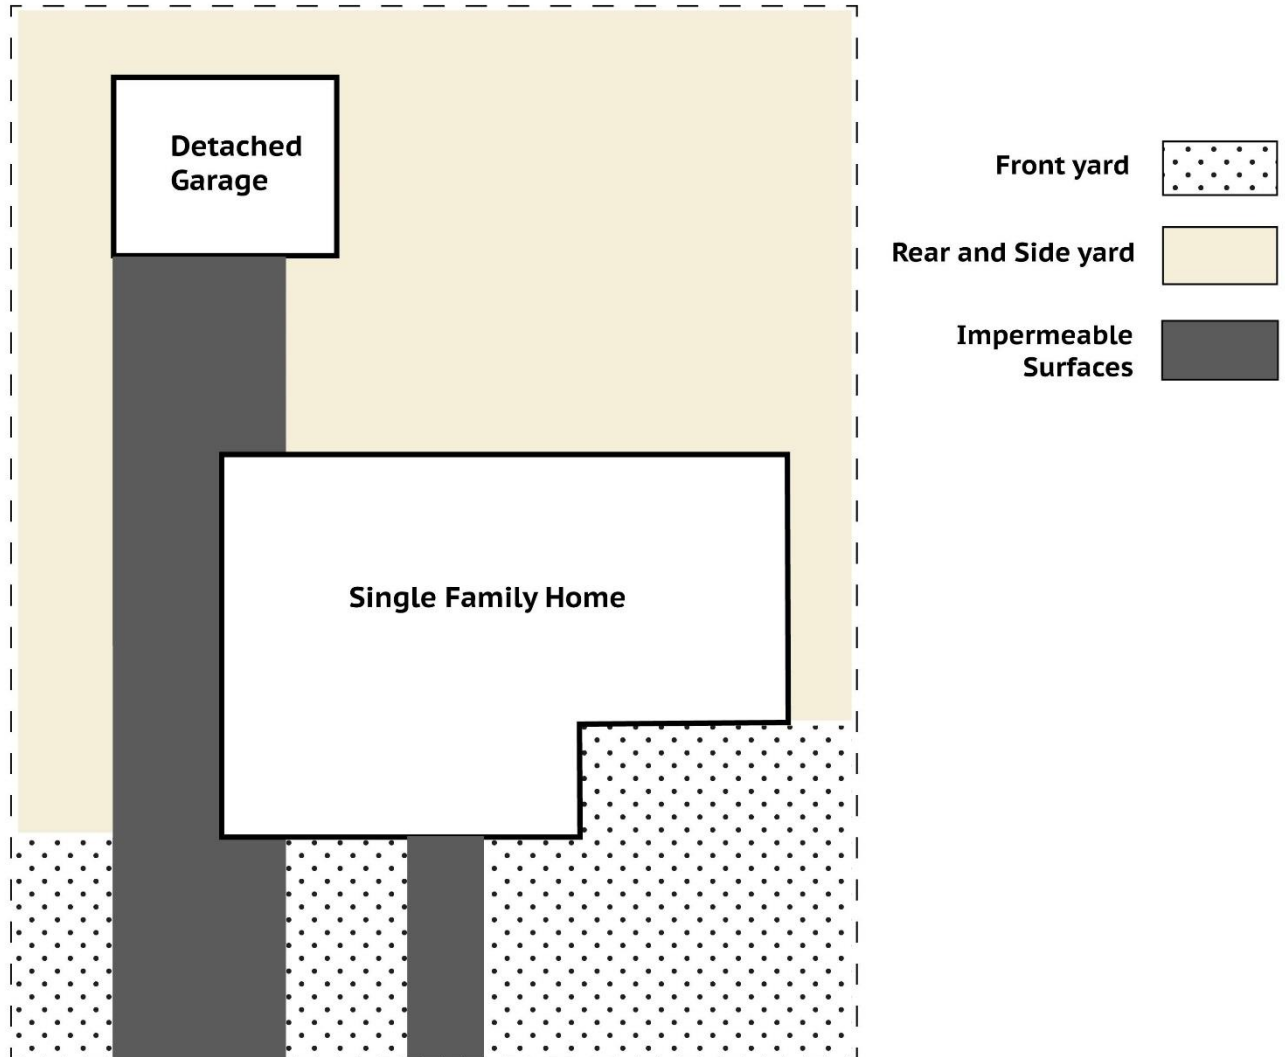 Detached
Garage
Front yard
Rear and Side yard
Impermeable
Surfaces
Single Family Home